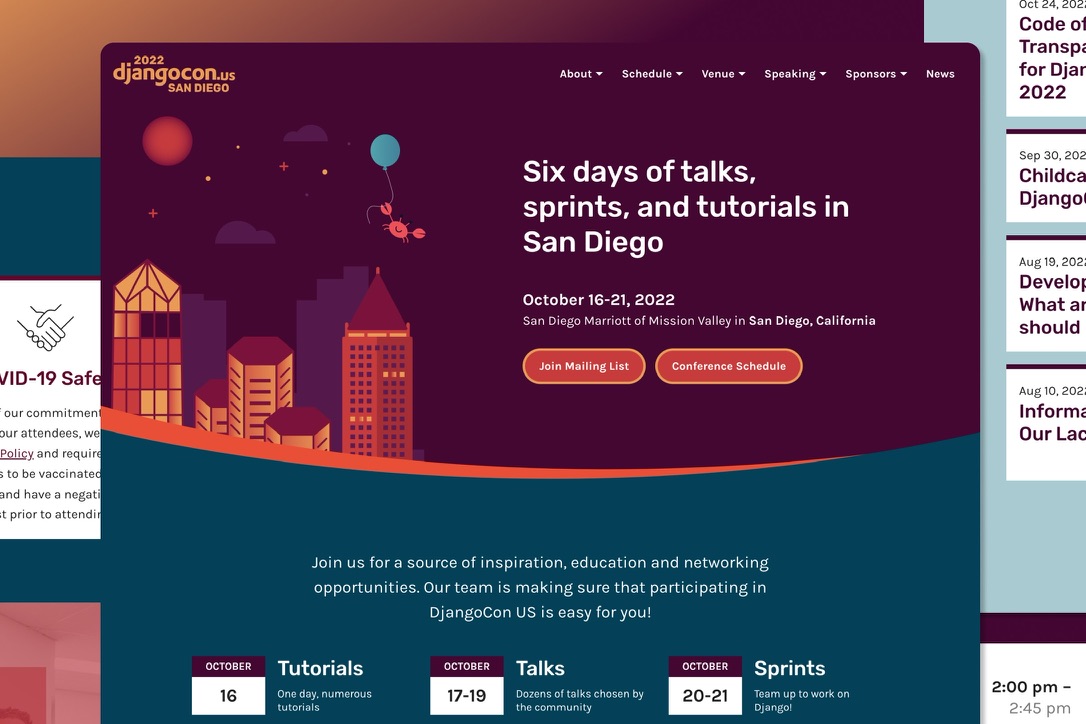 2022
djangocon.us
SAN DIEGO
About
Schedule
Venue
Speaking
Sponsors
News
Six days of talks,
sprints, and tutorials in
San Diego
October 16-21, 2022
San Diego Marriott of Mission Valley in San Diego, California
Join Mailing List
Conference Schedule
Join us for a source of inspiration, education and networking
opportunities. Our team is making sure that participating in
DjangoCon US is easy for you!
OCTOBER
16
Tutorials
One day, numerous
tutorials
OCTOBER
17-19
Talks
Dozens of talks chosen by
the community
OCTOBER
20-21
Sprints
Team up to work on
Django!
VID-19 Safe
our commitment
our attendees, we
Policy and require
s to be vaccinated
and have a negati
t prior to attendin
Oct 24, 202
Code of
Transpa
for Djan
2022
Sep 30, 202
Childca
Django
Aug 19, 202
Develop
What ar
should
Aug 10, 202
Informa
Our Lac
2:00 pm –
2:45 pm